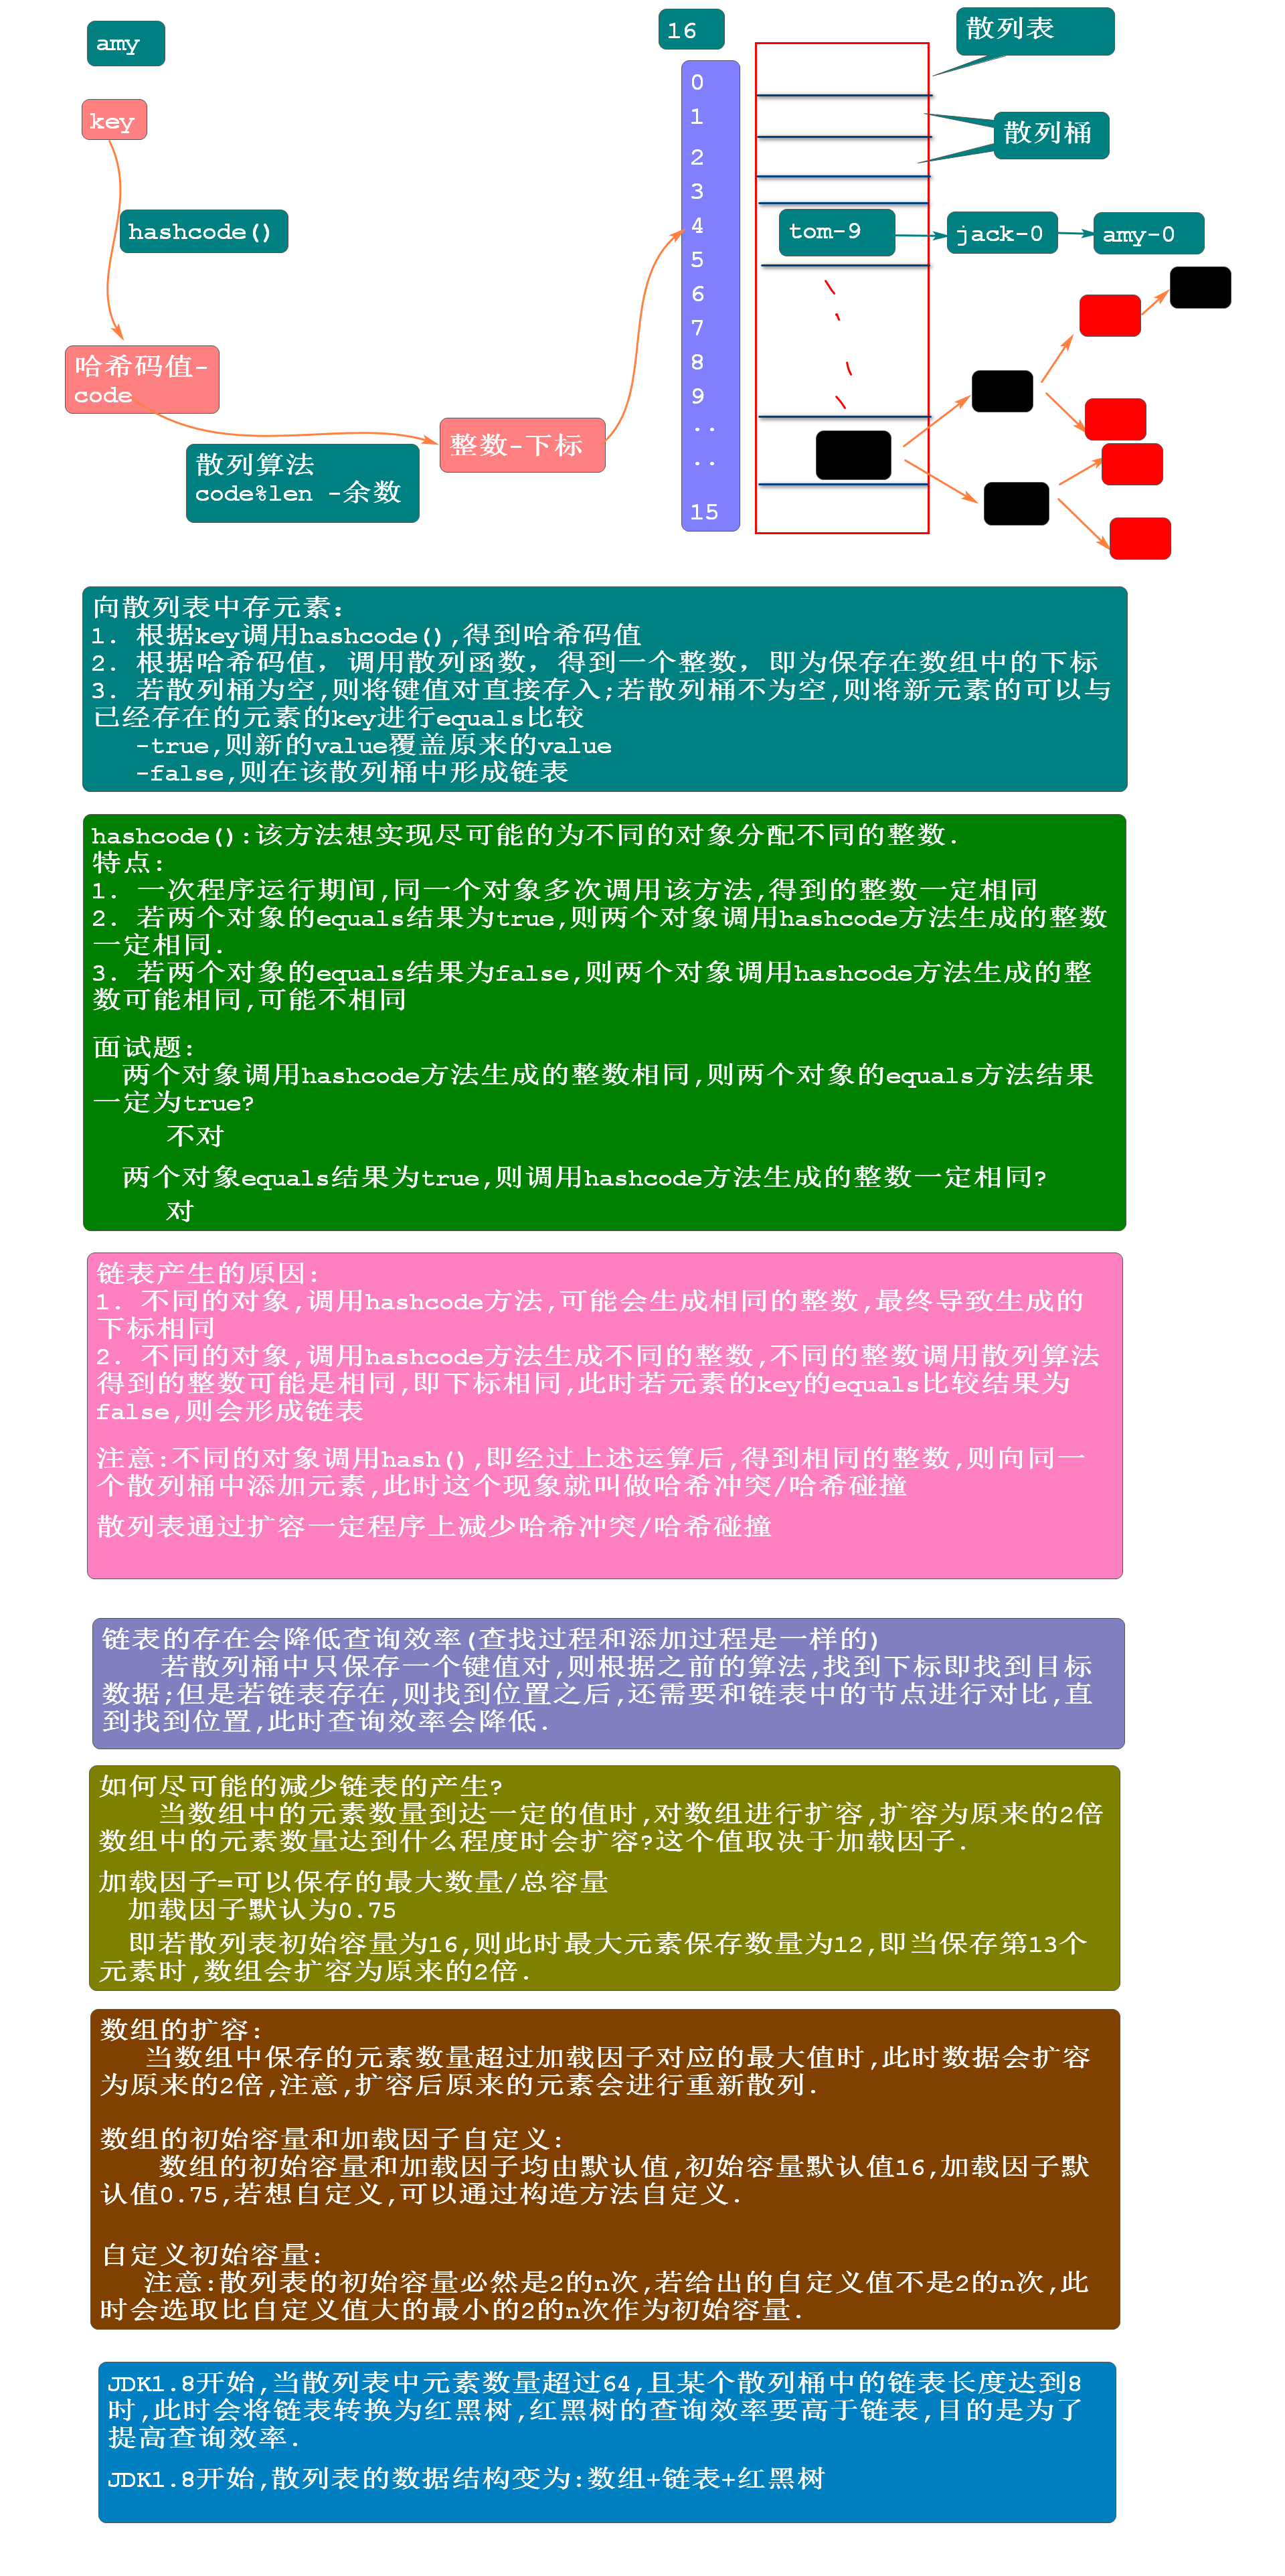 amy
key
hashcode()
哈希码值-
code
散列算法
code%len -余数
整数-下标
16
0
1
2
3
4
5
6
7
8
9
..
..
15
散列表
散列桶
tom-9
jack-0
amy-0
向散列表中存元素:
1. 根据key调用hashcode(),得到哈希码值
2. 根据哈希码值, 调用散列函数, 得到一个整数, 即为保存在数组中的下标
3. 若散列桶为空,则将键值对直接存入;若散列桶不为空,则将新元素的可以与
已经存在的元素的key进行equals比较
-true,则新的value覆盖原来的value
-false,则在该散列桶中形成链表
hashcode():该方法想实现尽可能的为不同的对象分配不同的整数.
特点:
1. 一次程序运行期间,同一个对象多次调用该方法,得到的整数一定相同
2. 若两个对象的equals结果为true,则两个对象调用hashcode方法生成的整数
一定相同.
3. 若两个对象的equals结果为false,则两个对象调用hashcode方法生成的整
数可能相同,可能不相同
面试题:
两个对象调用hashcode方法生成的整数相同,则两个对象的equals方法结果
一定为true?
不对
两个对象equals结果为true,则调用hashcode方法生成的整数一定相同?
对
链表产生的原因:
1. 不同的对象,调用hashcode方法,可能会生成相同的整数,最终导致生成的
下标相同
2. 不同的对象,调用hashcode方法生成不同的整数,不同的整数调用散列算法
得到的整数可能是相同,即下标相同,此时若元素的key的equals比较结果为
false,则会形成链表
注意:不同的对象调用hash(),即经过上述运算后,得到相同的整数,则向同一
个散列桶中添加元素,此时这个现象就叫做哈希冲突/哈希碰撞
散列表通过扩容一定程序上减少哈希冲突/哈希碰撞
链表的存在会降低查询效率(查找过程和添加过程是一样的)
若散列桶中只保存一个键值对,则根据之前的算法,找到下标即找到目标
数据;但是若链表存在,则找到位置之后,还需要和链表中的节点进行对比,直
到找到位置,此时查询效率会降低.
如何尽可能的减少链表的产生?
当数组中的元素数量到达一定的值时,对数组进行扩容,扩容为原来的2倍
数组中的元素数量达到什么程度时会扩容?这个值取决于加载因子.
加载因子=可以保存的最大数量/总容量
加载因子默认为0.75
即若散列表初始容量为16,则此时最大元素保存数量为12,即当保存第13个
元素时,数组会扩容为原来的2倍.
数组的扩容:
当数组中保存的元素数量超过加载因子对应的最大值时,此时数据会扩容
为原来的2倍,注意,扩容后原来的元素会进行重新散列.
数组的初始容量和加载因子自定义:
数组的初始容量和加载因子均由默认值,初始容量默认值16,加载因子默
认值0.75,若想自定义,可以通过构造方法自定义.
自定义初始容量:
注意:散列表的初始容量必然是2的n次,若给出的自定义值不是2的n次,此
时会选取比自定义值大的最小的2的n次作为初始容量.
JDK1.8开始,当散列表中元素数量超过64,且某个散列桶中的链表长度达到8
时,此时会将链表转换为红黑树,红黑树的查询效率要高于链表,目的是为了
提高查询效率.
JDK1.8开始,散列表的数据结构变为:数组+链表+红黑树